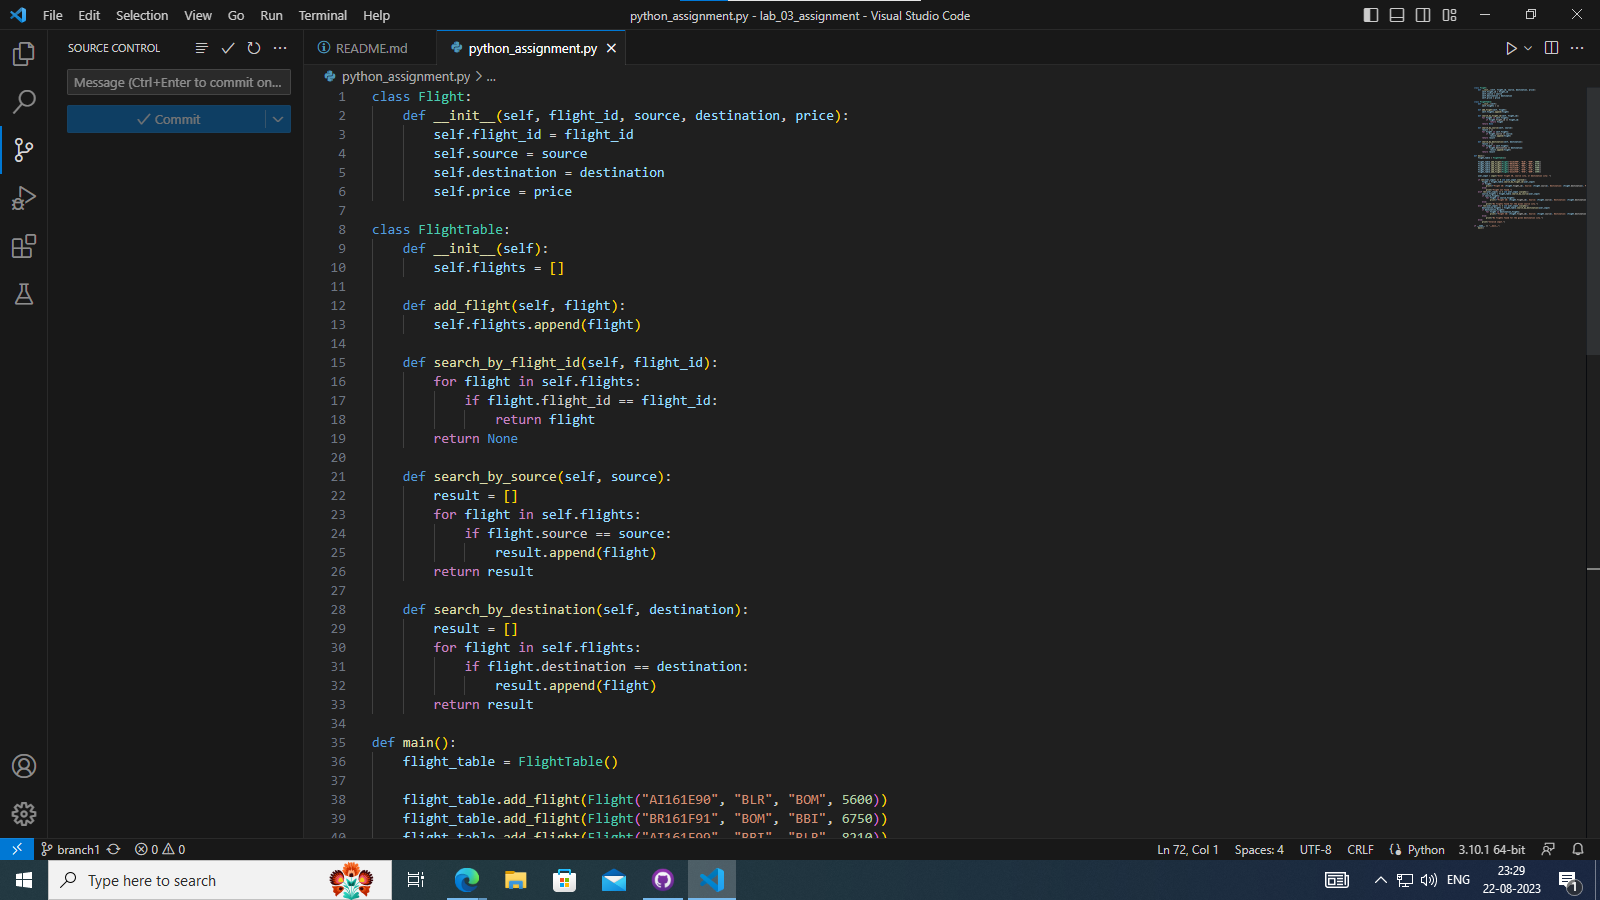 File Edit Selection View Go Run Terminal Help
python_assignment.py - lab_03_assignment - Visual Studio Code
SOURCE CONTROL
Message (Ctrl+Enter to commit on...
Commit
README.md
python_assignment.py
python_assignment.py > ...
1 class Flight:
2     def __init__(self, flight_id, source, destination, price):
3         self.flight_id = flight_id
4         self.source = source
5         self.destination = destination
6         self.price = price
7
8 class FlightTable:
9     def __init__(self):
10         self.flights = []
11
12     def add_flight(self, flight):
13         self.flights.append(flight)
14
15     def search_by_flight_id(self, flight_id):
16         for flight in self.flights:
17             if flight.flight_id == flight_id:
18                 return flight
19         return None
20
21     def search_by_source(self, source):
22         result = []
23         for flight in self.flights:
24             if flight.source == source:
25                 result.append(flight)
26         return result
27
28     def search_by_destination(self, destination):
29         result = []
30         for flight in self.flights:
31             if flight.destination == destination:
32                 result.append(flight)
33         return result
34
35 def main():
36     flight_table = FlightTable()
37
38     flight_table.add_flight(Flight("AI161E90", "BLR", "BOM", 5600))
39     flight_table.add_flight(Flight("BR161F91", "BOM", "BBI", 6750))
40     flight_table.add_flight(Flight("AI161F99", "BBI", "BLR", 8210))
branch1 0 0 Ln 72, Col 1 Spaces: 4 UTF-8 CRLF Python 3.10.1 64-bit
Type here to search
ENG
23:29
22-08-2023
1